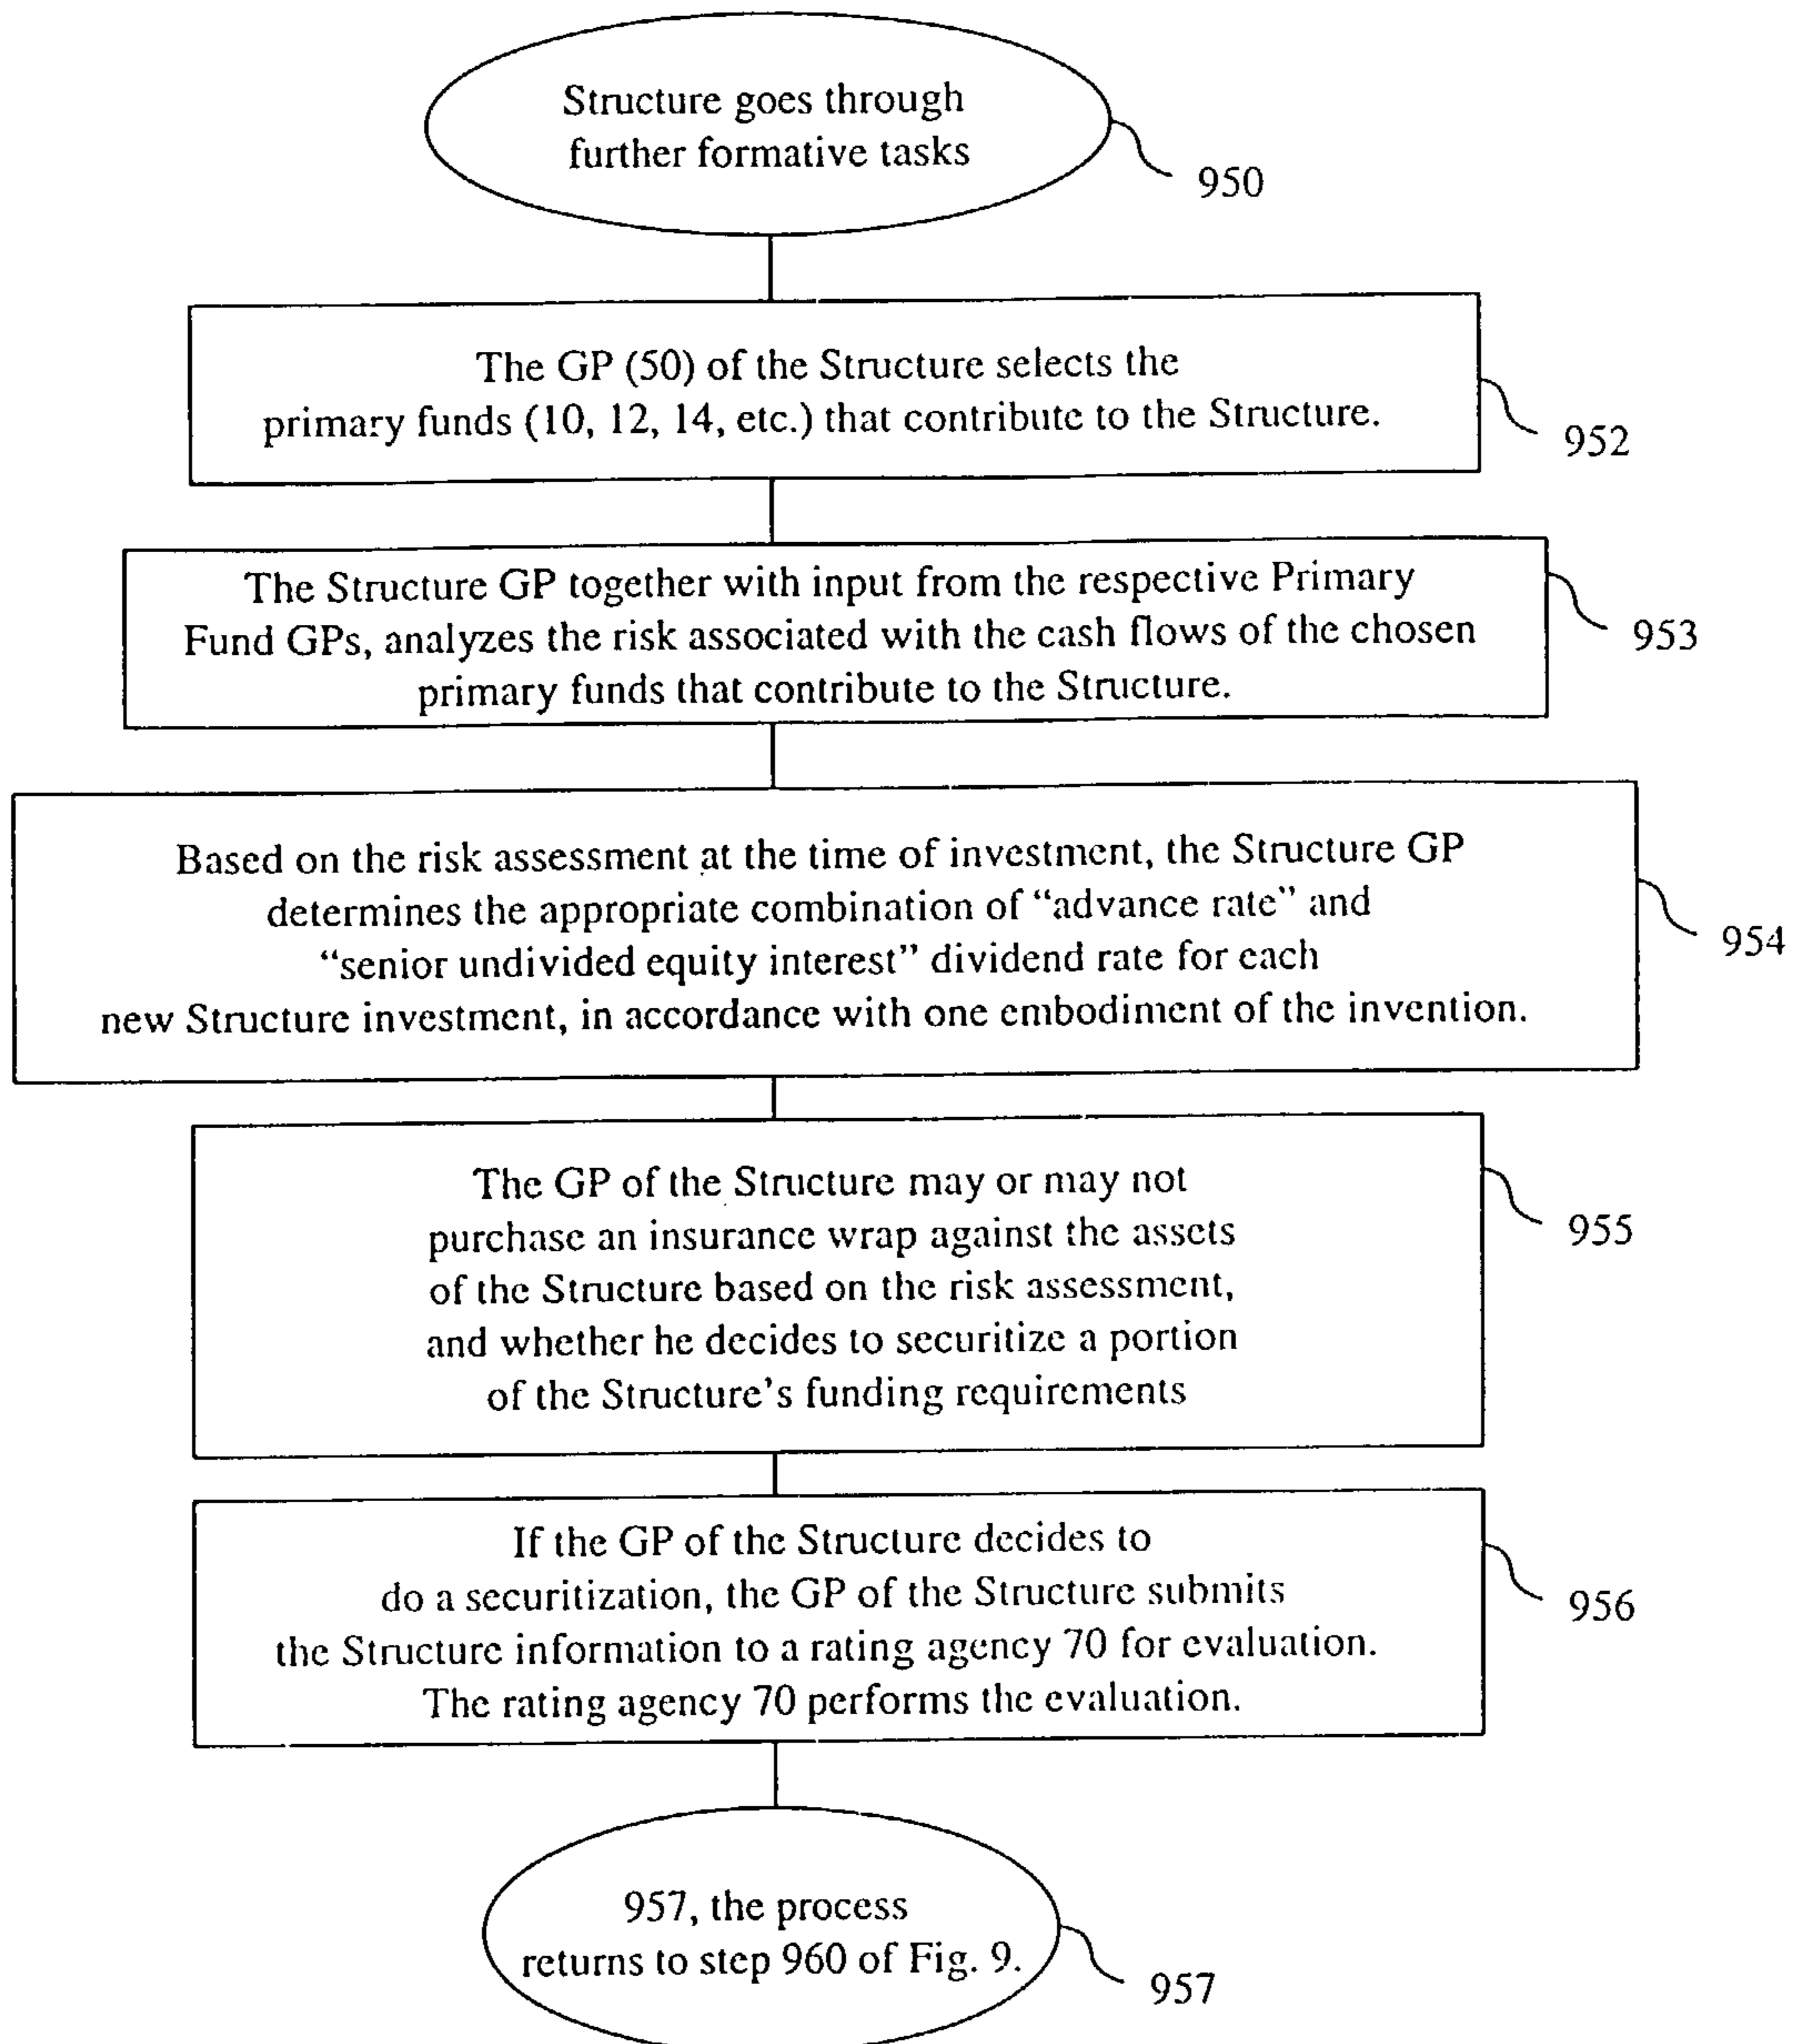 Structure goes through
further formative tasks
950
The GP (50) of the Structure selects the
primary funds (10, 12, 14, etc.) that contribute to the Structure.
952
The Structure GP together with input from the respective Primary
Fund GPs, analyzes the risk associated with the cash flows of the chosen
primary funds that contribute to the Structure.
953
Based on the risk assessment at the time of investment, the Structure GP
determines the appropriate combination of “advance rate” and
“senior undivided equity interest” dividend rate for each
new Structure investment, in accordance with one embodiment of the invention.
954
The GP of the Structure may or may not
purchase an insurance wrap against the assets
of the Structure based on the risk assessment,
and whether he decides to securitize a portion
of the Structure’s funding requirements
955
If the GP of the Structure decides to
do a securitization, the GP of the Structure submits
the Structure information to a rating agency 70 for evaluation.
The rating agency 70 performs the evaluation.
956
957, the process
returns to step 960 of Fig. 9.
957